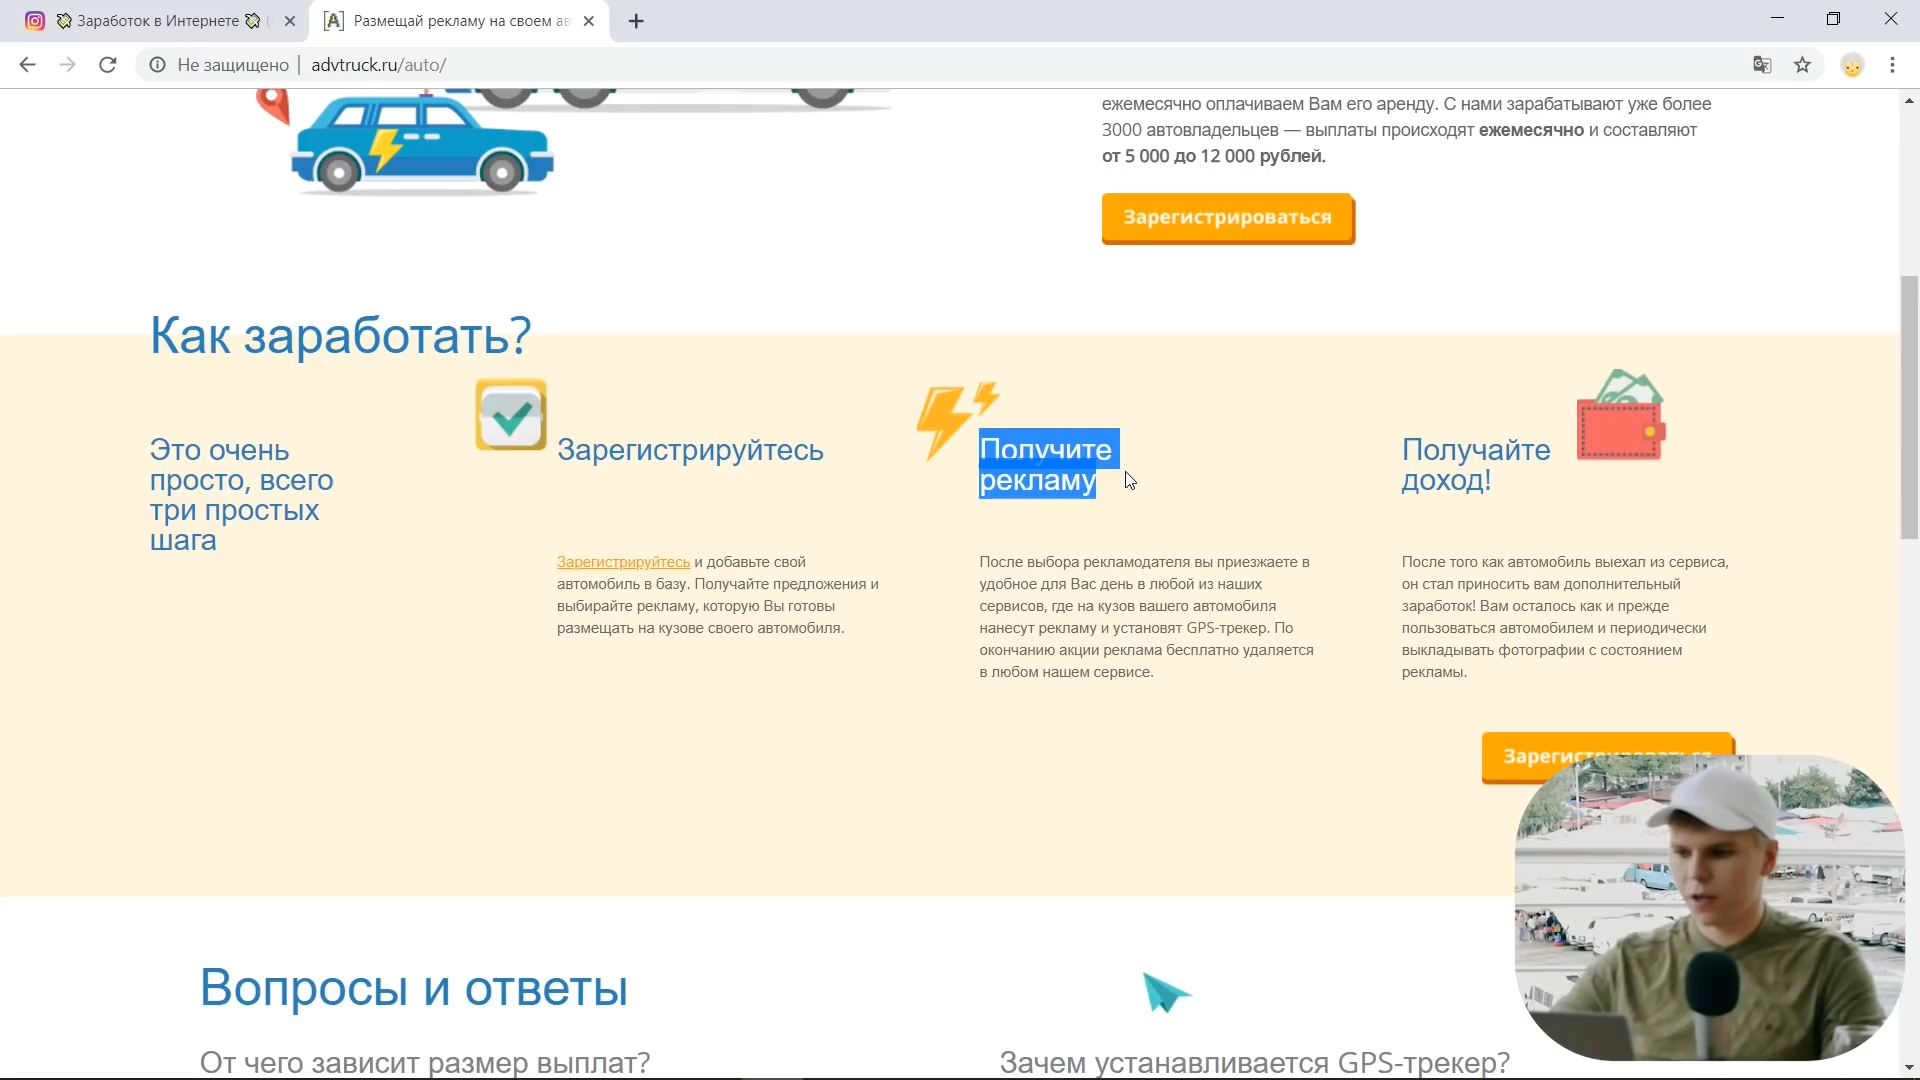 Заработок в Интернете
Размещай рекламу на своем ав
Не защищено
advtruck.ru/auto/
ежемесячно оплачиваем Вам его аренду. С нами зарабатывают уже более
3000 автовладельцев — выплаты происходят ежемесячно и составляют
от 5 000 до 12 000 рублей.
Зарегистрироваться
Как заработать?
Это очень
просто, всего
три простых
шага
Зарегистрируйтесь
Зарегистрируйтесь и добавьте свой
автомобиль в базу. Получайте предложения и
выбирайте рекламу, которую Вы готовы
размещать на кузове своего автомобиля.
Получите
рекламу
После выбора рекламодателя вы приезжаете в
удобное для Вас день в любой из наших
сервисов, где на кузов вашего автомобиля
нанесут рекламу и установят GPS-трекер. По
окончанию акции реклама бесплатно удаляется
в любом нашем сервисе.
Получайте
доход!
После того как автомобиль выехал из сервиса,
он стал приносить вам дополнительный
заработок! Вам осталось как и прежде
пользоваться автомобилем и периодически
выкладывать фотографии с состоянием
рекламы.
Зарегистрироваться
Вопросы и ответы
От чего зависит размер выплат?
Зачем устанавливается GPS-трекер?